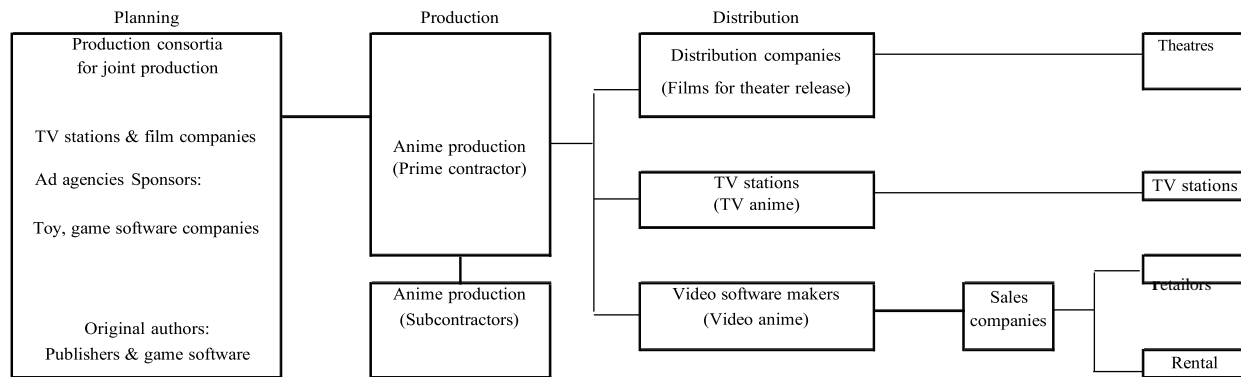 Planning
Production consortia
for joint production
TV stations & film companies
Ad agencies Sponsors:
Toy, game software companies
Original authors:
Publishers & game software
Production
Anime production
(Prime contractor)
Anime production
(Subcontractors)
Distribution
Distribution companies
(Films for theater release)
TV stations
(TV anime)
Video software makers
(Video anime)
Sales
companies
Theatres
TV stations
retailors
Rental